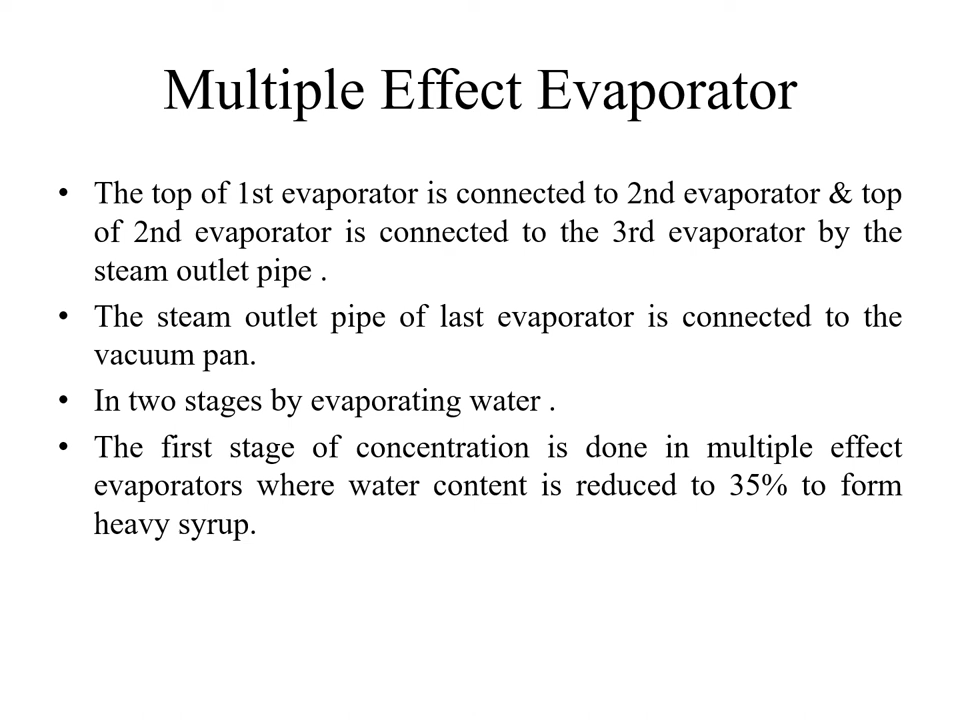 Multiple Effect Evaporator
• The top of 1st evaporator is connected to 2nd evaporator & top
of 2nd evaporator is connected to the 3rd evaporator by the
steam outlet pipe .
• The steam outlet pipe of last evaporator is connected to the
vacuum pan.
• In two stages by evaporating water .
• The first stage of concentration is done in multiple effect
evaporators where water content is reduced to 35% to form
heavy syrup.